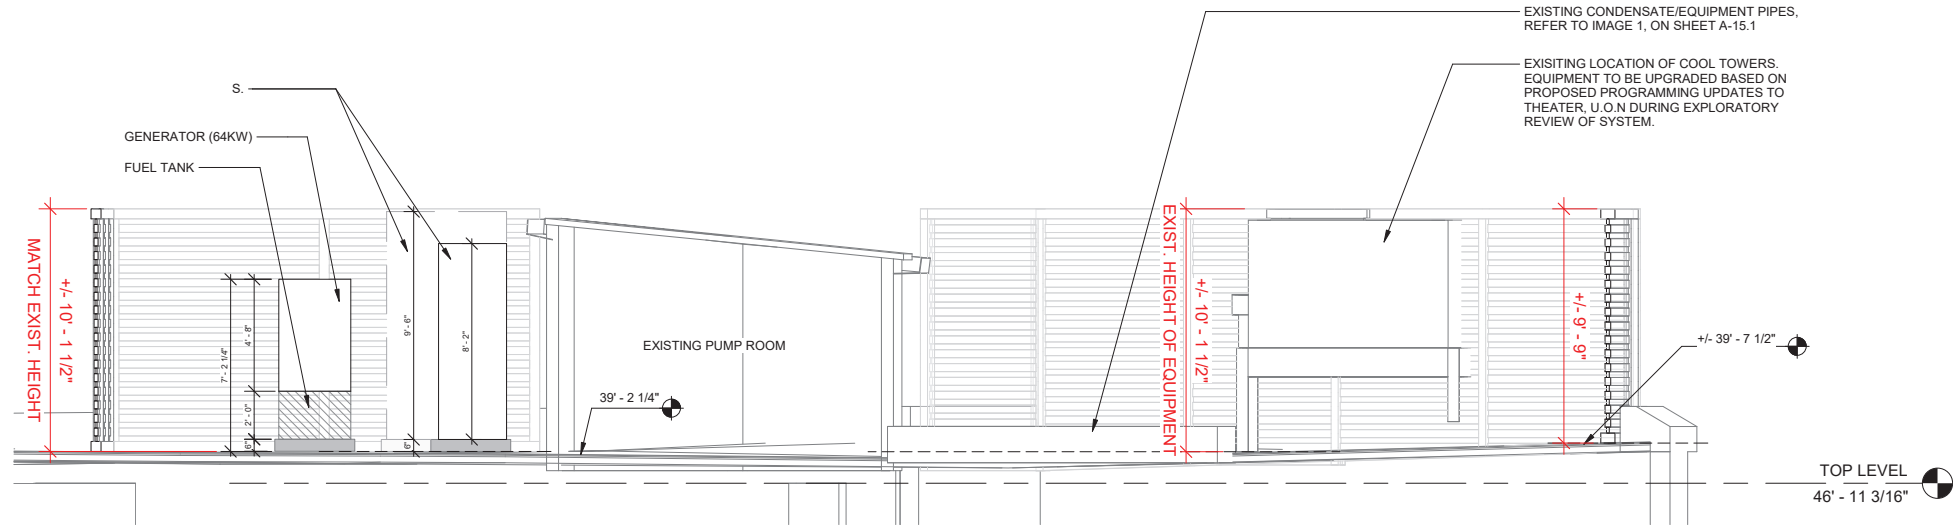 EXISTING CONDENSATE/EQUIPMENT PIPES,
REFER TO IMAGE 1, ON SHEET A-15.1
EXISITING LOCATION OF COOL TOWERS.
EQUIPMENT TO BE UPGRADED BASED ON
PROPOSED PROGRAMMING UPDATES TO
THEATER, U.O.N DURING EXPLORATORY
REVIEW OF SYSTEM.
S.
GENERATOR (64KW)
FUEL TANK
MATCH EXIST. HEIGHT
+/- 10' - 1 1/2"
7' - 2 1/4"
4' - 8"
2' - 0"
6"
9' - 6"
6"
8' - 2"
EXISTING PUMP ROOM
39' - 2 1/4"
EXIST. HEIGHT OF EQUIPMENT
+/- 10' - 1 1/2"
+/- 9' - 9"
+/- 39' - 7 1/2"
TOP LEVEL
46' - 11 3/16"